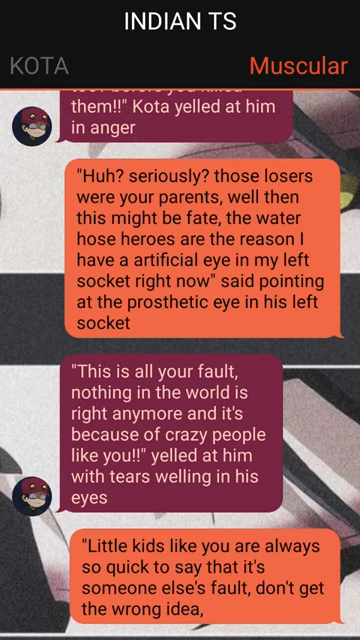 INDIAN TS
KOTA
Muscular
them!!" Kota yelled at him
in anger
"Huh? seriously? those losers
were your parents, well then
this might be fate, the water
hose heroes are the reason I
have a artificial eye in my left
socket right now" said pointing
at the prosthetic eye in his left
socket
"This is all your fault,
nothing in the world is
right anymore and it's
because of crazy people
like you!!" yelled at him
with tears welling in his
eyes
"Little kids like you are always
so quick to say that it's
someone else's fault, don't get
the wrong idea,